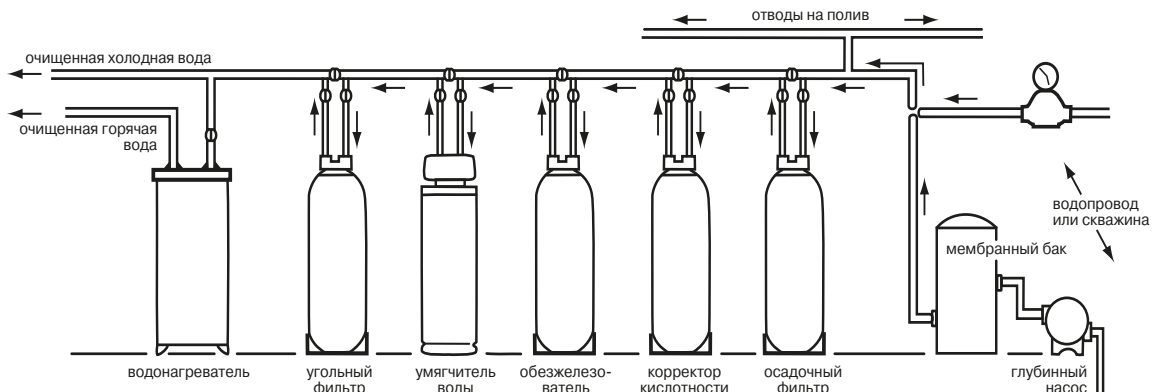 отводы на полив
очищенная холодная вода
очищенная горячая
вода
водопровод
или скважина
мембранный бак
водонагреватель
угольный
фильтр
умягчитель
воды
обезжелезо-
ватель
корректор
кислотности
осадочный
фильтр
глубинный
насос